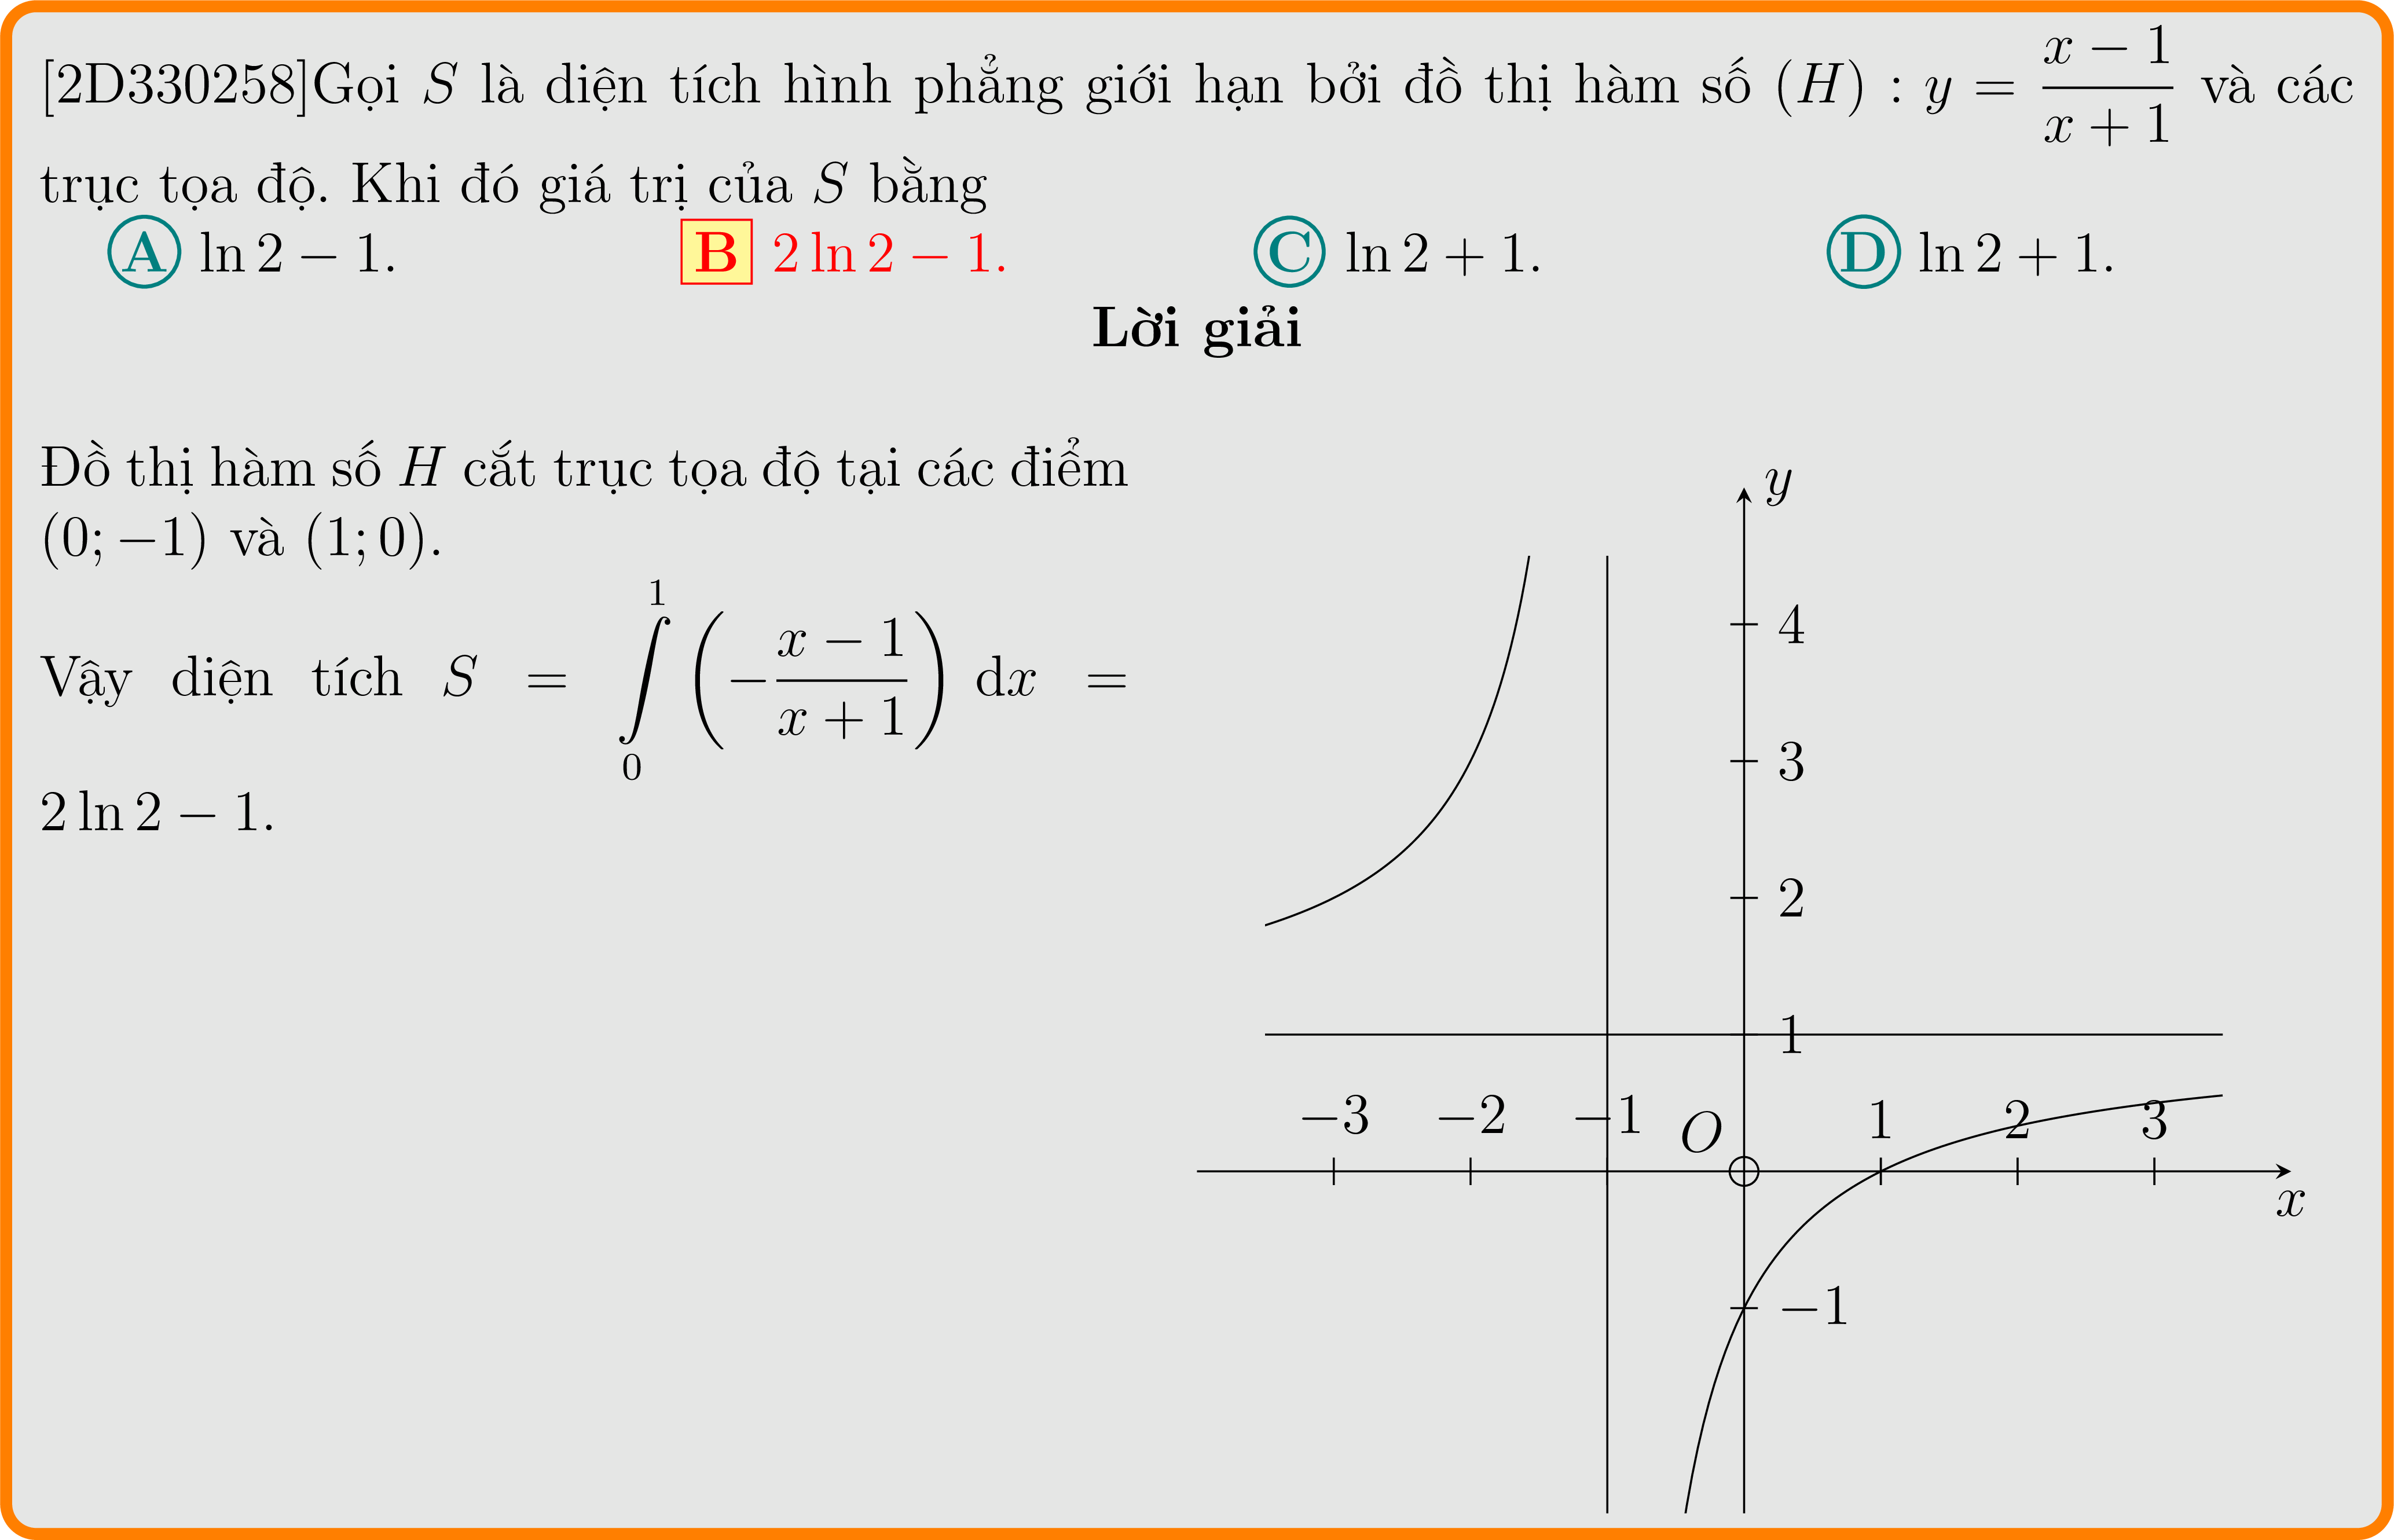 [2D330258]Gọi S là diện tích hình phẳng giới hạn bởi đồ thị hàm số (H) : y = \frac{x − 1}{x + 1} và các
trục tọa độ. Khi đó giá trị của S bằng
A ln 2 − 1. B 2 ln 2 − 1. C ln 2 + 1. D ln 2 + 1.
Lời giải
Đồ thị hàm số H cắt trục tọa độ tại các điểm
(0; −1) và (1; 0).
Vậy diện tích S = \int_0^1 \left( −\frac{x − 1}{x + 1} \right) dx =
2 ln 2 − 1.
y
4
3
2
1
−3 −2 −1 O 1 2 3
x
−1